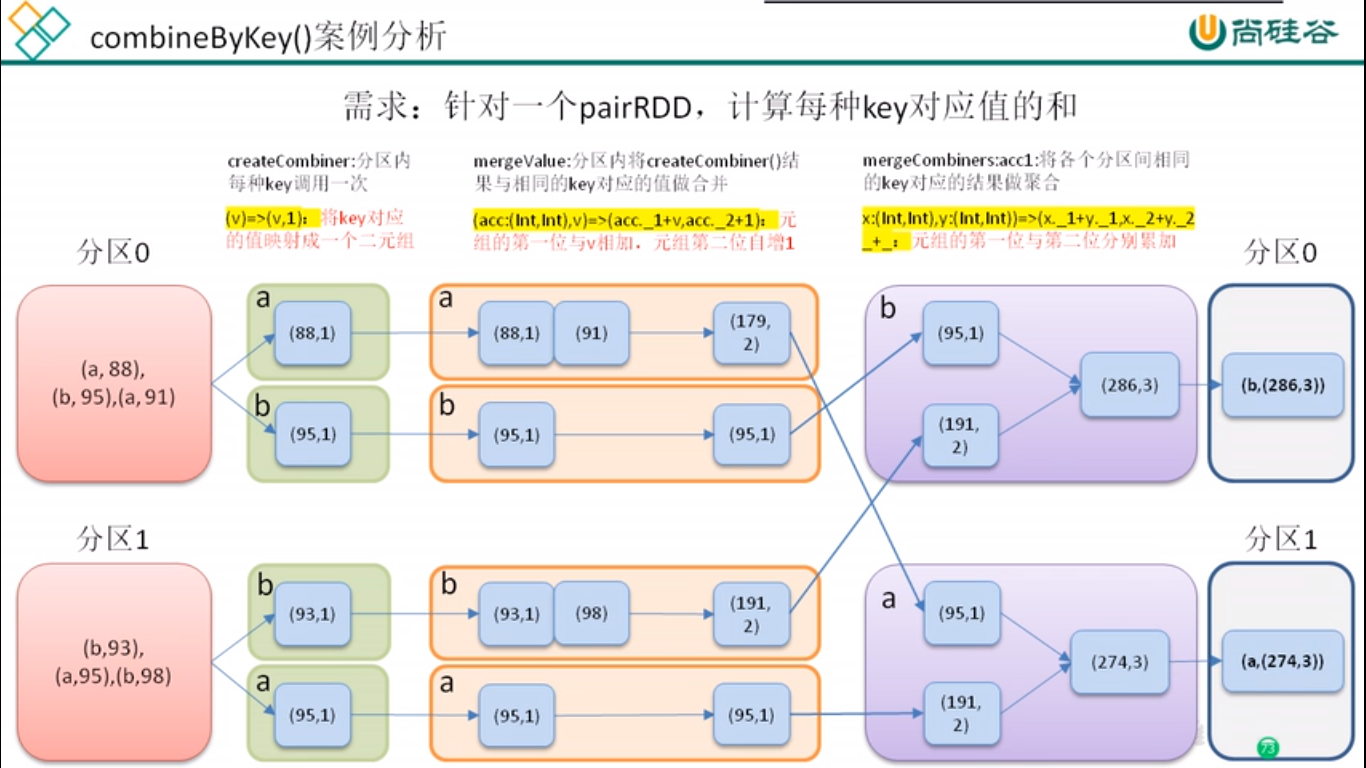 combineByKey()案例分析
尚硅谷
需求：针对一个pairRDD，计算每种key对应值的和
createCombiner:分区内
每种key调用一次
(v)=>(v,1)：将key对应
的值映射成一个二元组
mergeValue:分区内将createCombiner()结
果与相同的key对应的值做合并
(acc:(Int,Int),v)=>(acc._1+v,acc._2+1)：元
组的第一位与v相加，元组第二位自增1
mergeCombiners:acc1:将各个分区间相同
的key对应的结果做聚合
x:(Int,Int),y:(Int,Int))=>(x._1+y._1,x._2+y._2
_+_：元组的第一位与第二位分别累加
分区0
分区0
(a, 88),
(b, 95),(a, 91)
a
(88,1)
b
(95,1)
a
(88,1)
(91)
(179,
2)
b
(95,1)
(95,1)
b
(95,1)
(191,
2)
(286,3)
(b,(286,3))
分区1
分区1
(b,93),
(a,95),(b,98)
b
(93,1)
a
(95,1)
b
(93,1)
(98)
(191,
2)
a
(95,1)
(95,1)
a
(95,1)
(191,
2)
(274,3)
(a,(274,3))
73